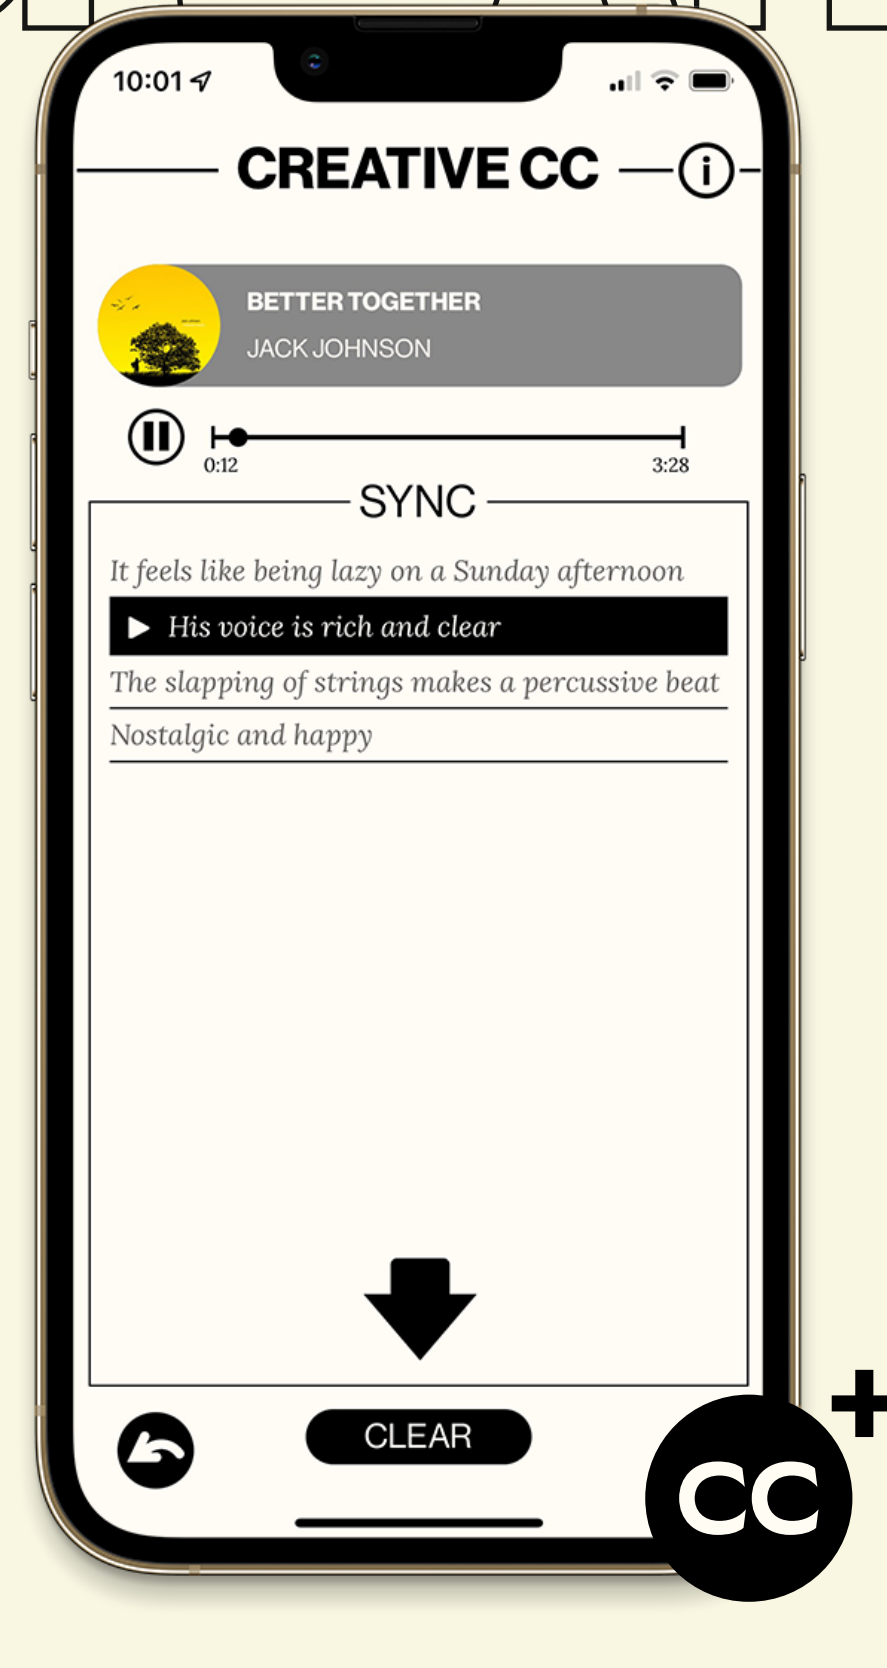 10:01
CREATIVE CC
i
BETTER TOGETHER
JACK JOHNSON
0:12
3:28
SYNC
It feels like being lazy on a Sunday afternoon
His voice is rich and clear
The slapping of strings makes a percussive beat
Nostalgic and happy
CLEAR
CC
+